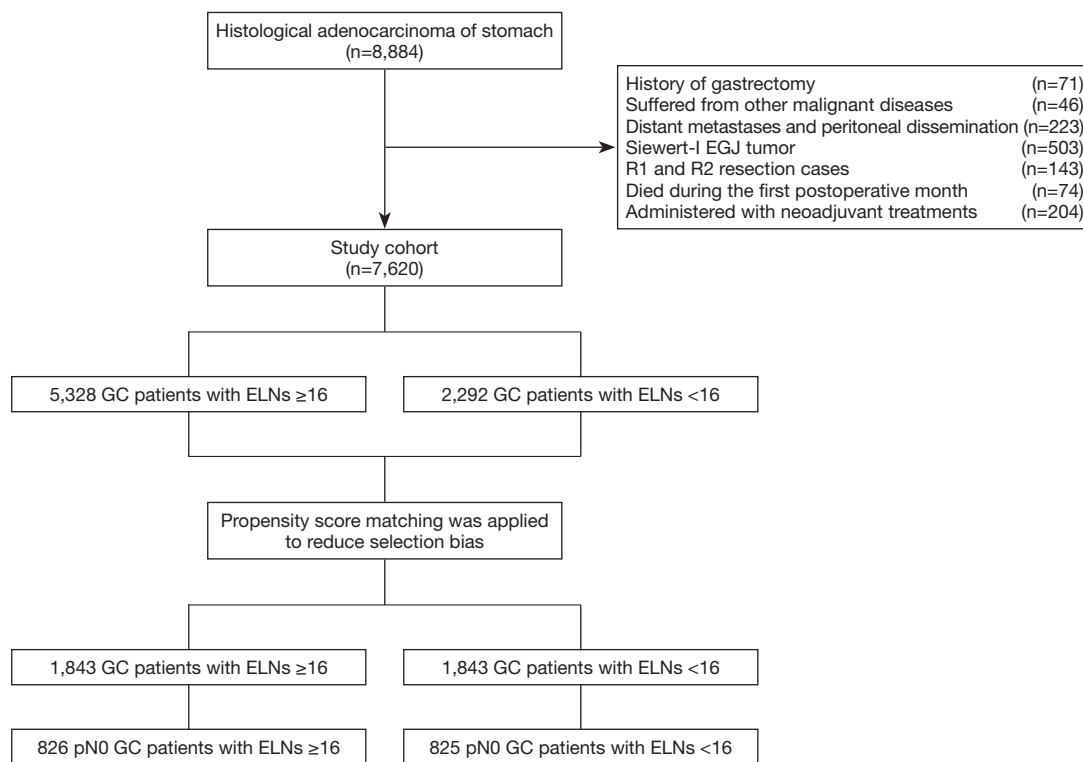 Histological adenocarcinoma of stomach
(n=8,884)
History of gastrectomy (n=71)
Suffered from other malignant diseases (n=46)
Distant metastases and peritoneal dissemination (n=223)
Siewert-I EGJ tumor (n=503)
R1 and R2 resection cases (n=143)
Died during the first postoperative month (n=74)
Administered with neoadjuvant treatments (n=204)
Study cohort
(n=7,620)
5,328 GC patients with ELNs ≥16
2,292 GC patients with ELNs <16
Propensity score matching was applied
to reduce selection bias
1,843 GC patients with ELNs ≥16
1,843 GC patients with ELNs <16
826 pN0 GC patients with ELNs ≥16
825 pN0 GC patients with ELNs <16